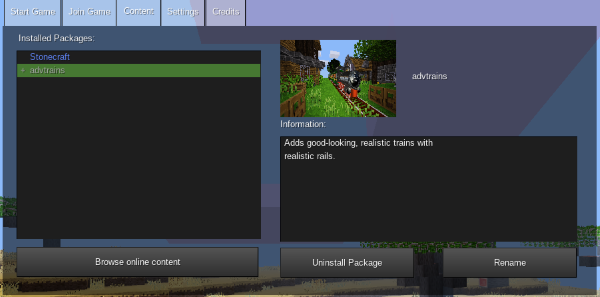 Start Game Join Game Content Settings Credits
Installed Packages:
Stonecraft
+ advtrains
advtrains
Information:
Adds good-looking, realistic trains with
realistic rails.
Browse online content
Uninstall Package
Rename